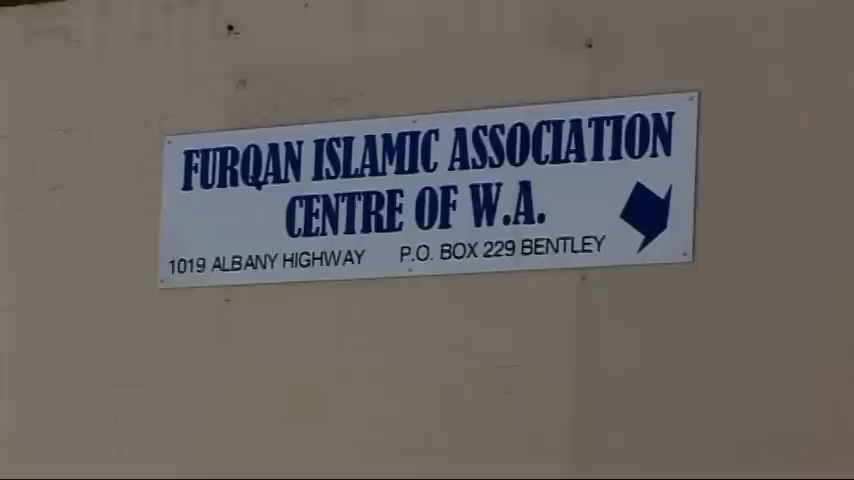 FURQAN ISLAMIC ASSOCIATION
CENTRE OF W.A.
1019 ALBANY HIGHWAY P.O. BOX 229 BENTLEY